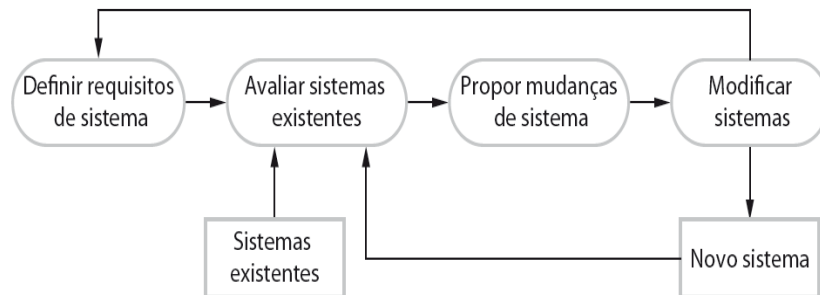 Definir requisitos
de sistema
Avaliar sistemas
existentes
Propor mudanças
de sistema
Modificar
sistemas
Sistemas
existentes
Novo sistema